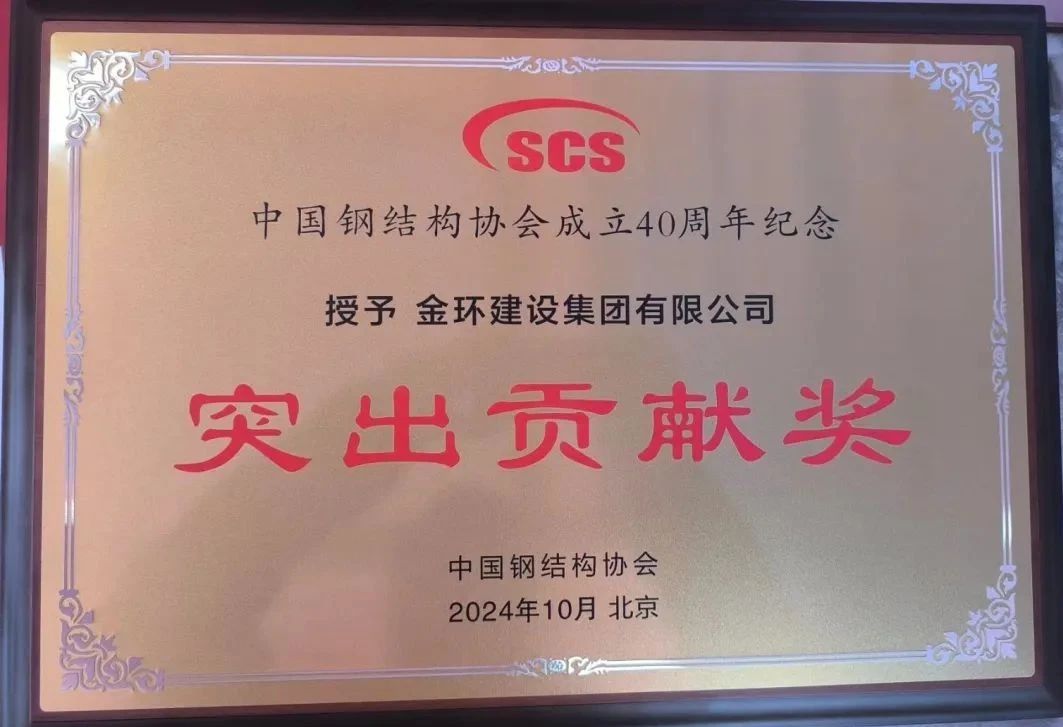 SCS
中国钢结构协会成立40周年纪念
授予 金环建设集团有限公司
突出贡献奖
中国钢结构协会
2024年10月 北京